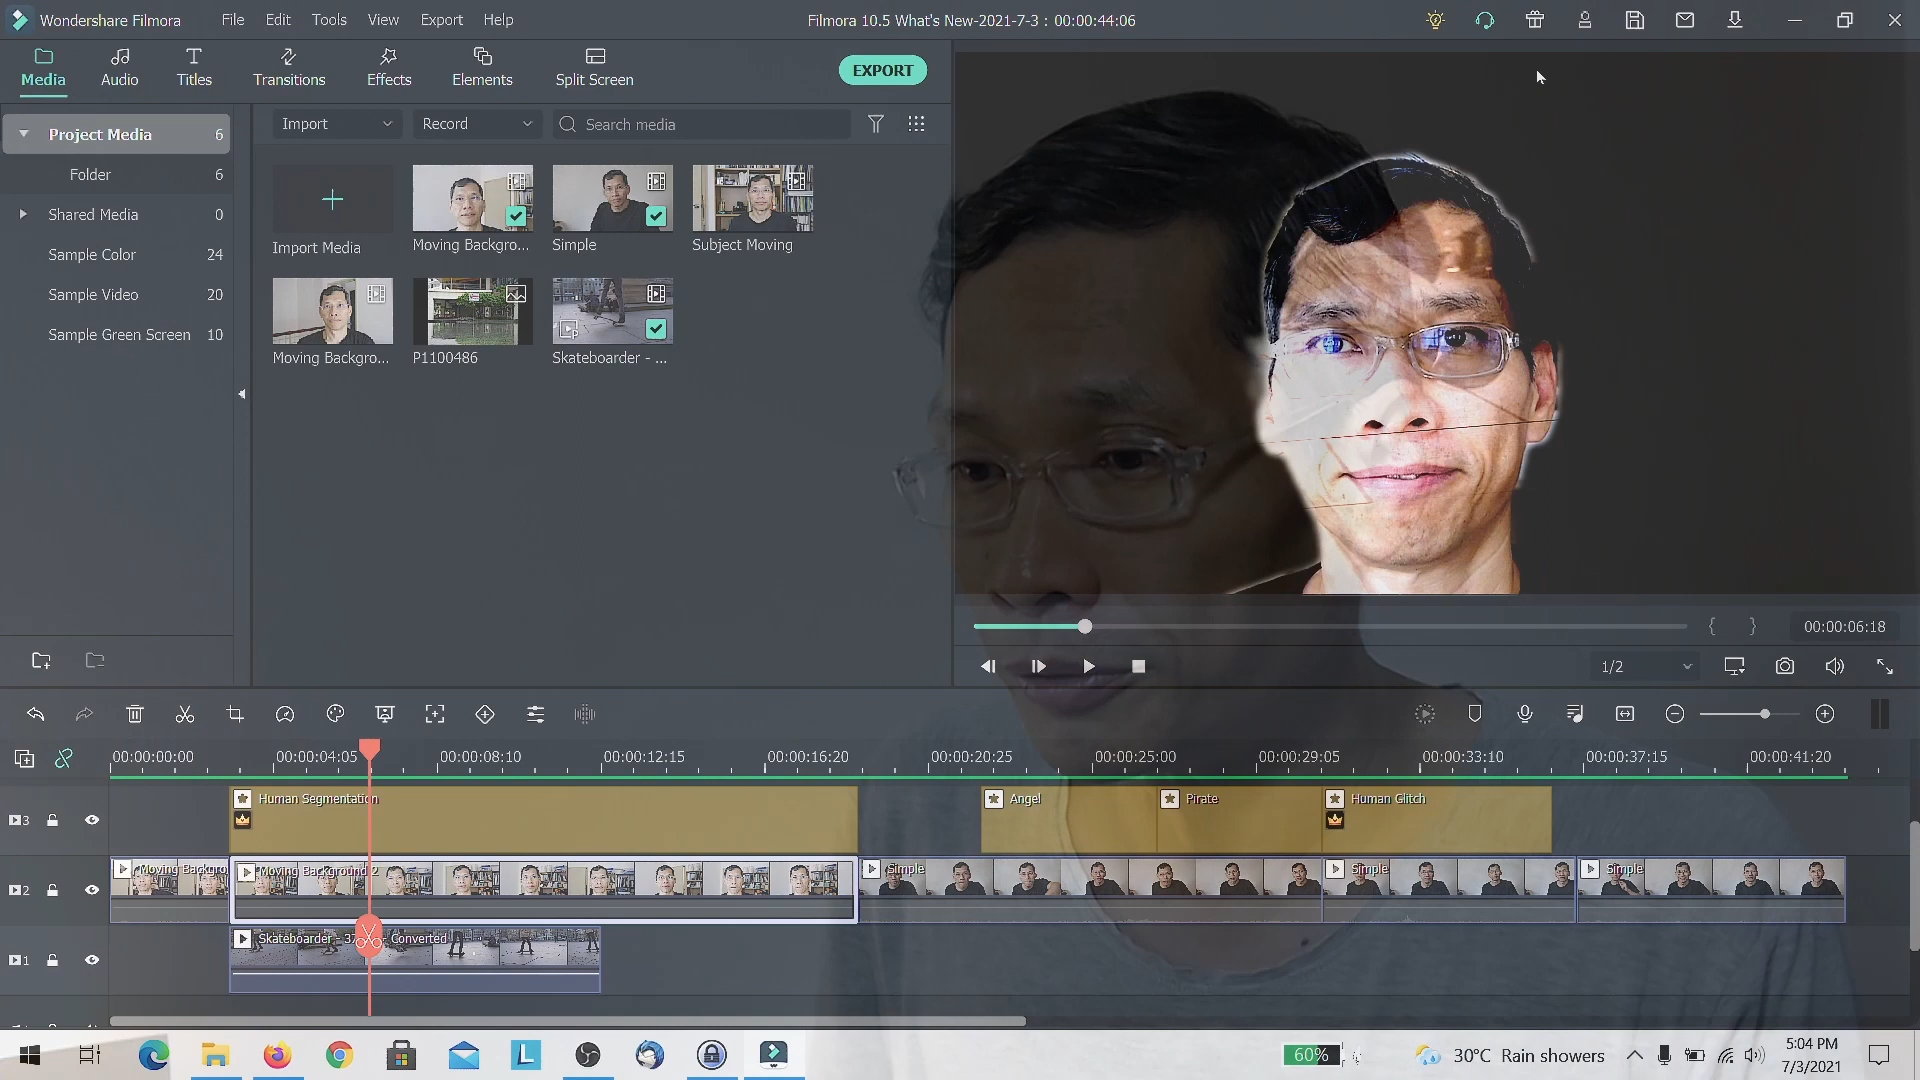 Wondershare Filmora File Edit Tools View Export Help Filmora 10.5 What's New-2021-7-3 : 00:00:44:06
Media Audio Titles Transitions Effects Elements Split Screen EXPORT
Import Record Search media
Project Media 6
Folder 6
Shared Media 0
Sample Color 24
Sample Video 20
Sample Green Screen 10
Import Media Moving Backgro... Simple Subject Moving
Moving Backgro... P1100486 Skateboarder - ...
{ } 00:00:06:18
1/2
00:00:00:00 00:00:04:05 00:00:08:10 00:00:12:15 00:00:16:20 00:00:20:25 00:00:25:00 00:00:29:05 00:00:33:10 00:00:37:15 00:00:41:20
3 Human Segmentation Angel Pirate Human Glitch
2 Moving Backgro Moving Background 2 Simple Simple Simple
1 Skateboarder - 37 Converted
60% 30°C Rain showers 5:04 PM
7/3/2021